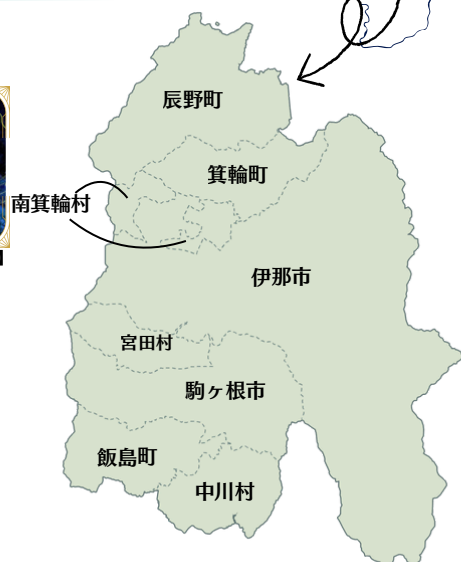 辰野町
箕輪町
南箕輪村
伊那市
宮田村
駒ヶ根市
飯島町
中川村